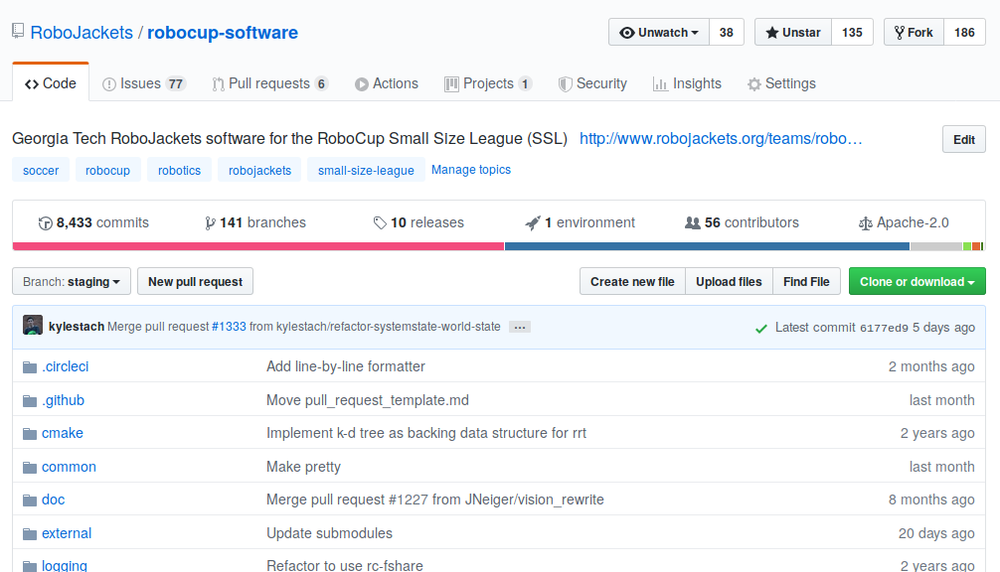 RoboJackets / robocup-software Unwatch 38 Unstar 135 Fork 186
Code Issues 77 Pull requests 6 Actions Projects 1 Security Insights Settings
Georgia Tech RoboJackets software for the RoboCup Small Size League (SSL) http://www.robojackets.org/teams/robo… Edit
soccer robocup robotics robojackets small-size-league Manage topics
8,433 commits 141 branches 10 releases 1 environment 56 contributors Apache-2.0
Branch: staging New pull request Create new file Upload files Find File Clone or download
kylestach Merge pull request #1333 from kylestach/refactor-systemstate-world-state … Latest commit 6177ed9 5 days ago
.circleci Add line-by-line formatter 2 months ago
.github Move pull_request_template.md last month
cmake Implement k-d tree as backing data structure for rrt 2 years ago
common Make pretty last month
doc Merge pull request #1227 from JNeiger/vision_rewrite 8 months ago
external Update submodules 20 days ago
logging Refactor to use rc-fshare 2 years ago